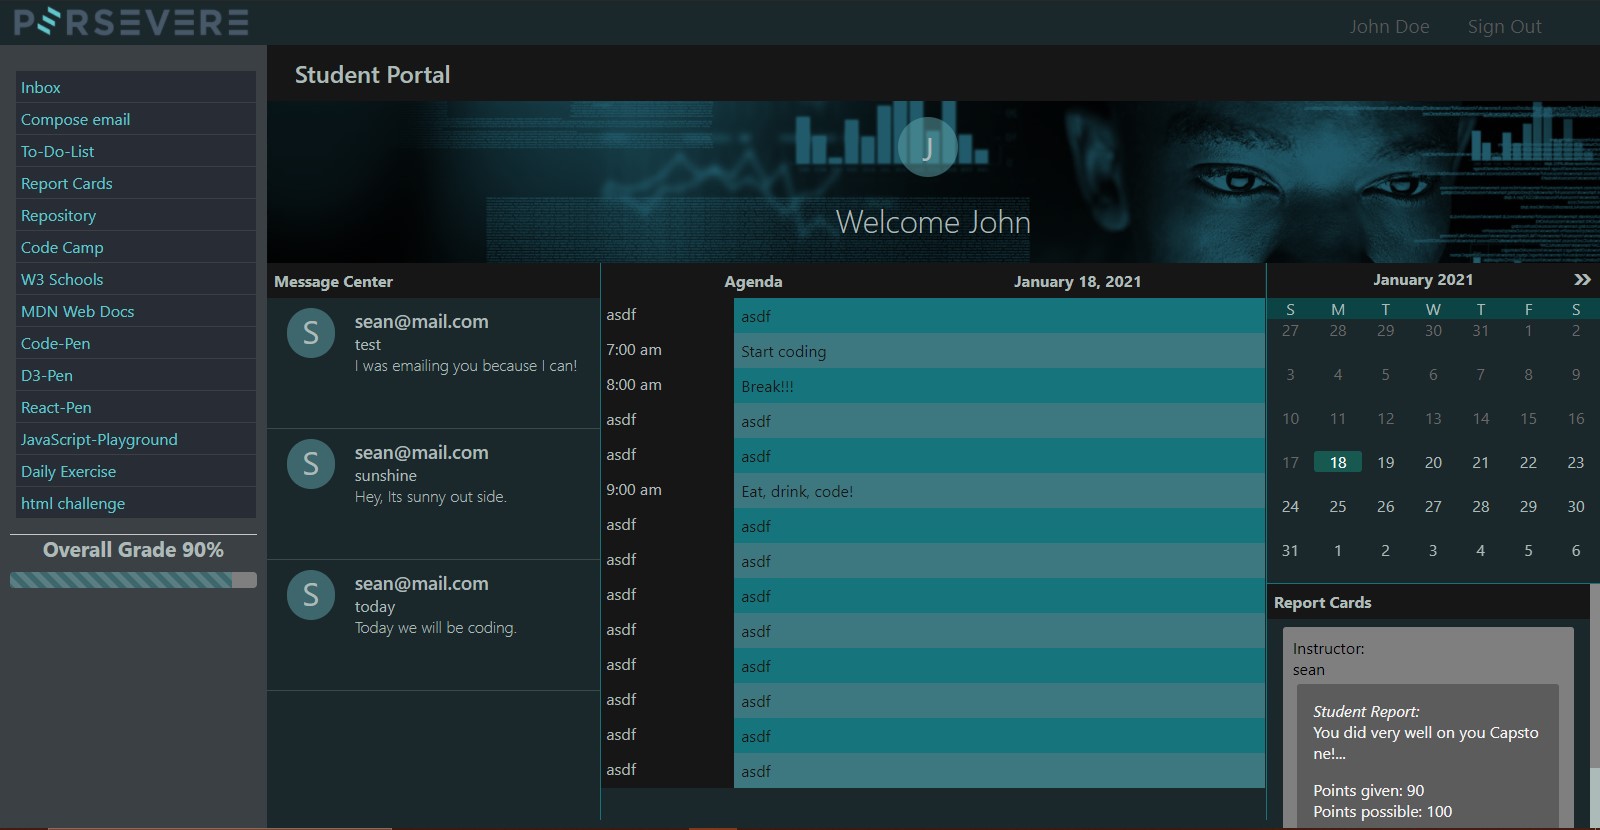 PERSEVERE
John Doe Sign Out
Inbox
Compose email
To-Do-List
Report Cards
Repository
Code Camp
W3 Schools
MDN Web Docs
Code-Pen
D3-Pen
React-Pen
JavaScript-Playground
Daily Exercise
html challenge
Overall Grade 90%
Student Portal
J
Welcome John
Message Center
S
sean@mail.com
test
I was emailing you because I can!
S
sean@mail.com
sunshine
Hey, Its sunny out side.
S
sean@mail.com
today
Today we will be coding.
Agenda January 18, 2021
asdf asdf
7:00 am Start coding
8:00 am Break!!!
asdf asdf
asdf asdf
9:00 am Eat, drink, code!
asdf asdf
asdf asdf
asdf asdf
asdf asdf
asdf asdf
asdf asdf
asdf asdf
asdf asdf
January 2021 »
S M T W T F S
27 28 29 30 31 1 2
3 4 5 6 7 8 9
10 11 12 13 14 15 16
17 18 19 20 21 22 23
24 25 26 27 28 29 30
31 1 2 3 4 5 6
Report Cards
Instructor:
sean
Student Report:
You did very well on you Capsto
ne!...
Points given: 90
Points possible: 100